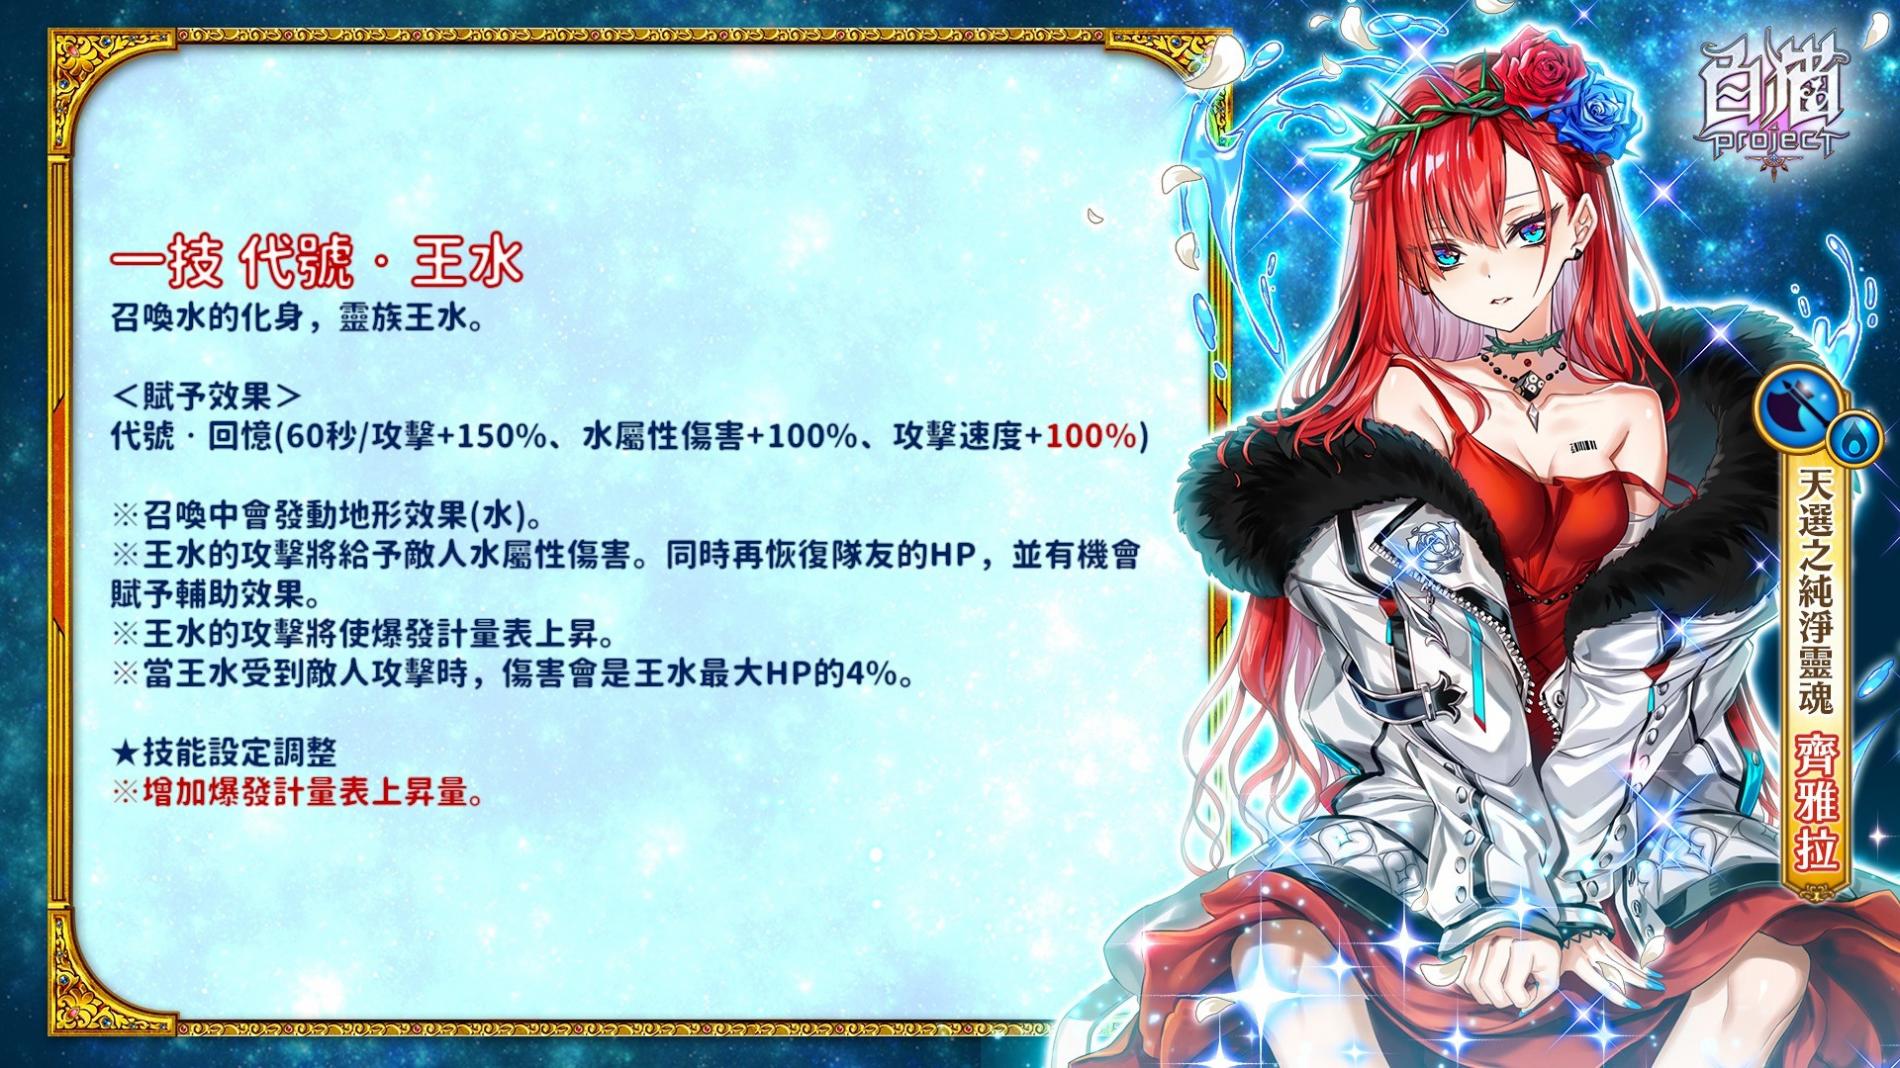 白猫
project
一技 代號・王水
召喚水的化身，靈族王水。
＜賦予效果＞
代號・回憶(60秒/攻擊+150%、水屬性傷害+100%、攻擊速度+100%)
※召喚中會發動地形效果(水)。
※王水的攻擊將給予敵人水屬性傷害。同時再恢復隊友的HP，並有機會
賦予輔助效果。
※王水的攻擊將使爆發計量表上昇。
※當王水受到敵人攻擊時，傷害會是王水最大HP的4%。
★技能設定調整
※增加爆發計量表上昇量。
天選之純淨靈魂 齊雅拉